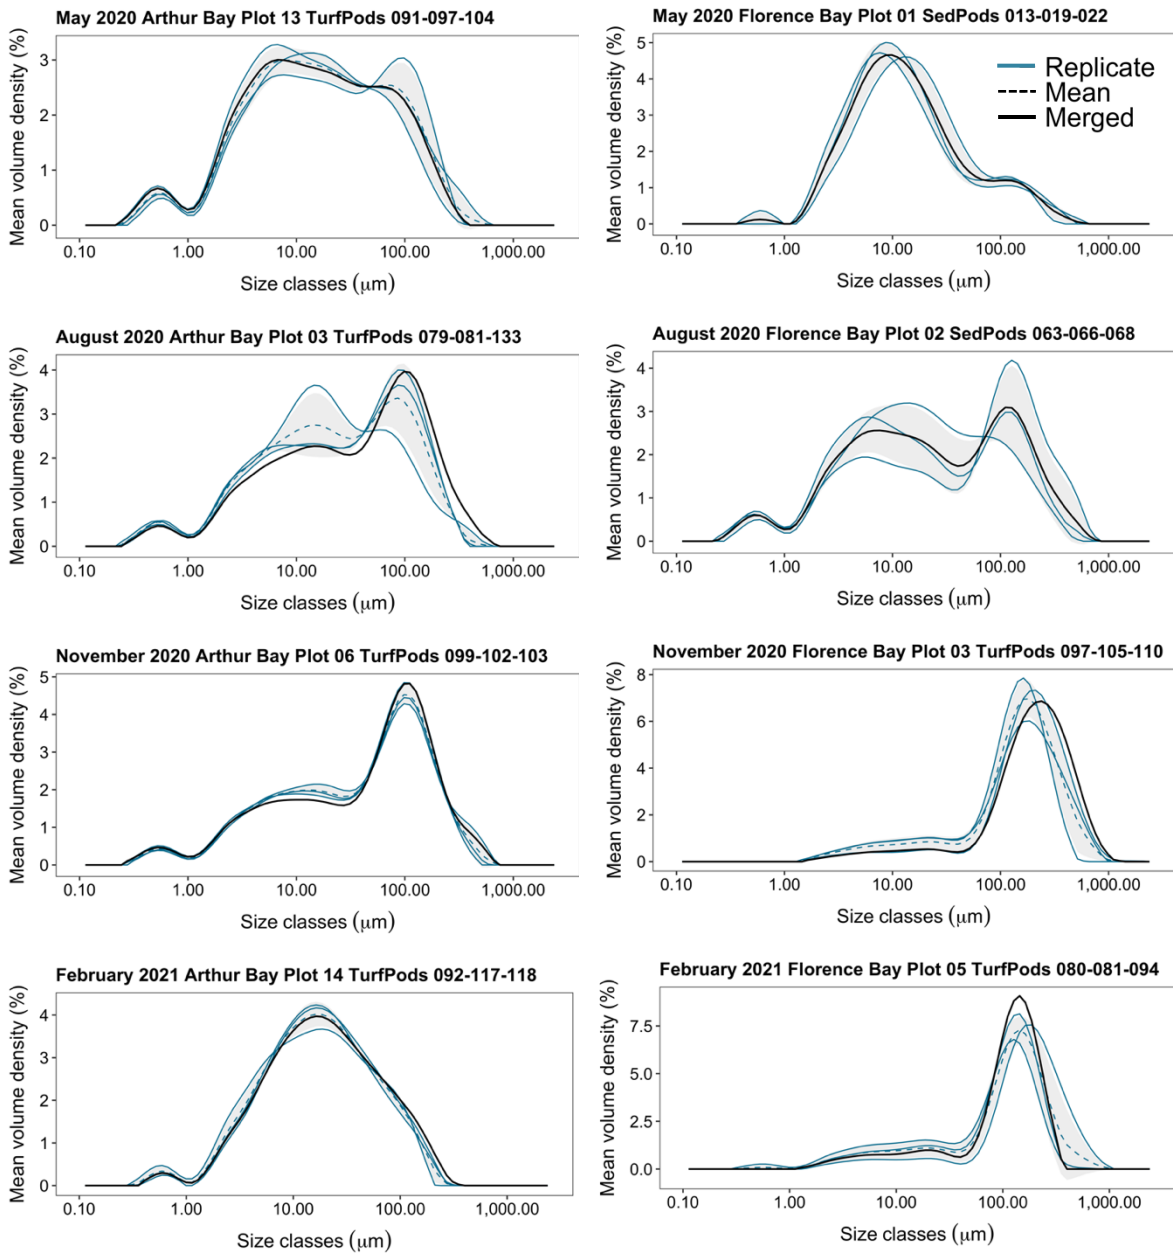 May 2020 Arthur Bay Plot 13 TurfPods 091-097-104
Mean volume density (%)
3
2
1
0
0.10 1.00 10.00 100.00 1,000.00
Size classes (μm)
May 2020 Florence Bay Plot 01 SedPods 013-019-022
Mean volume density (%)
5
4
3
2
1
0
Replicate
Mean
Merged
0.10 1.00 10.00 100.00 1,000.00
Size classes (μm)
August 2020 Arthur Bay Plot 03 TurfPods 079-081-133
Mean volume density (%)
4
3
2
1
0
0.10 1.00 10.00 100.00 1,000.00
Size classes (μm)
August 2020 Florence Bay Plot 02 SedPods 063-066-068
Mean volume density (%)
4
3
2
1
0
0.10 1.00 10.00 100.00 1,000.00
Size classes (μm)
November 2020 Arthur Bay Plot 06 TurfPods 099-102-103
Mean volume density (%)
5
4
3
2
1
0
0.10 1.00 10.00 100.00 1,000.00
Size classes (μm)
November 2020 Florence Bay Plot 03 TurfPods 097-105-110
Mean volume density (%)
8
6
4
2
0
0.10 1.00 10.00 100.00 1,000.00
Size classes (μm)
February 2021 Arthur Bay Plot 14 TurfPods 092-117-118
Mean volume density (%)
4
3
2
1
0
0.10 1.00 10.00 100.00 1,000.00
Size classes (μm)
February 2021 Florence Bay Plot 05 TurfPods 080-081-094
Mean volume density (%)
7.5
5.0
2.5
0.0
0.10 1.00 10.00 100.00 1,000.00
Size classes (μm)